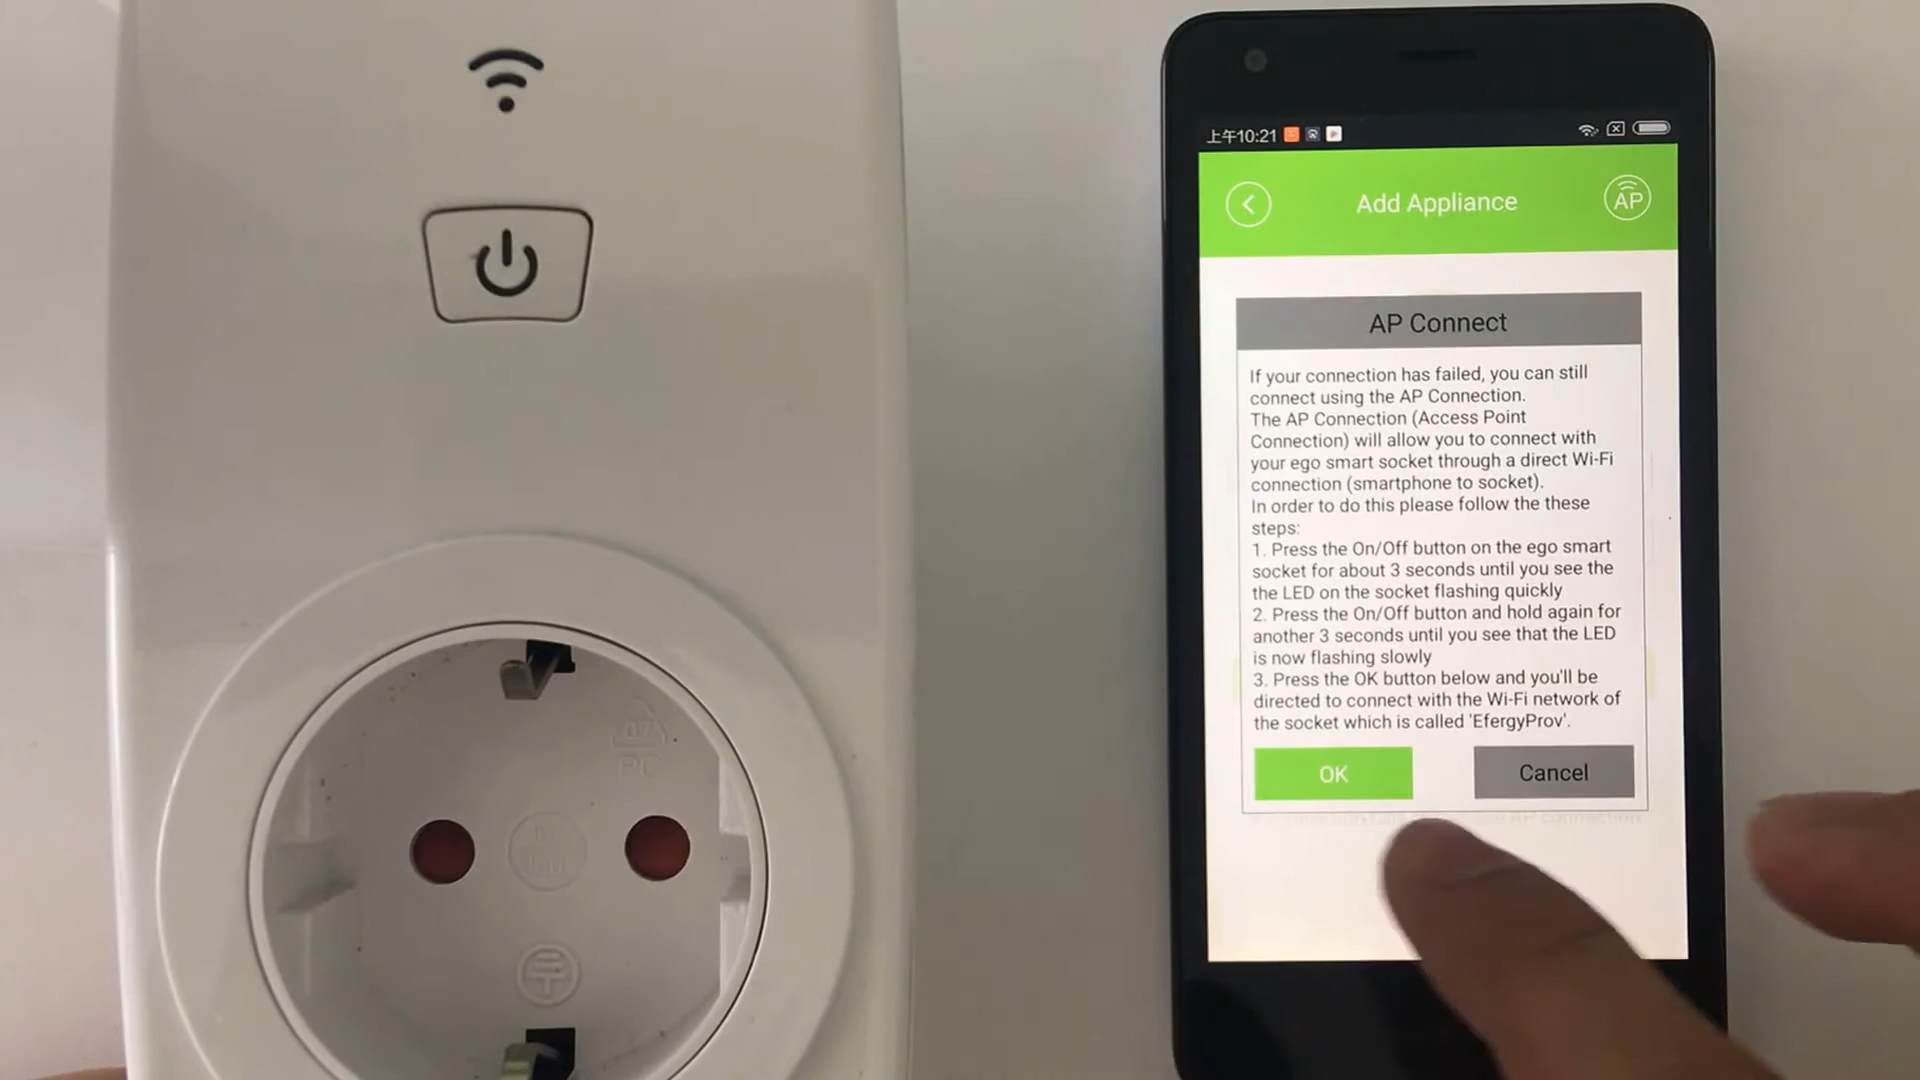 上午10:21
Add Appliance
AP
AP Connect
If your connection has failed, you can still
connect using the AP Connection.
The AP Connection (Access Point
Connection) will allow you to connect with
your ego smart socket through a direct Wi-Fi
connection (smartphone to socket).
In order to do this please follow the these
steps:
1. Press the On/Off button on the ego smart
socket for about 3 seconds until you see the
the LED on the socket flashing quickly
2. Press the On/Off button and hold again for
another 3 seconds until you see that the LED
is now flashing slowly
3. Press the OK button below and you'll be
directed to connect with the Wi-Fi network of
the socket which is called 'EfergyProv'.
OK
Cancel
AP connection
PC